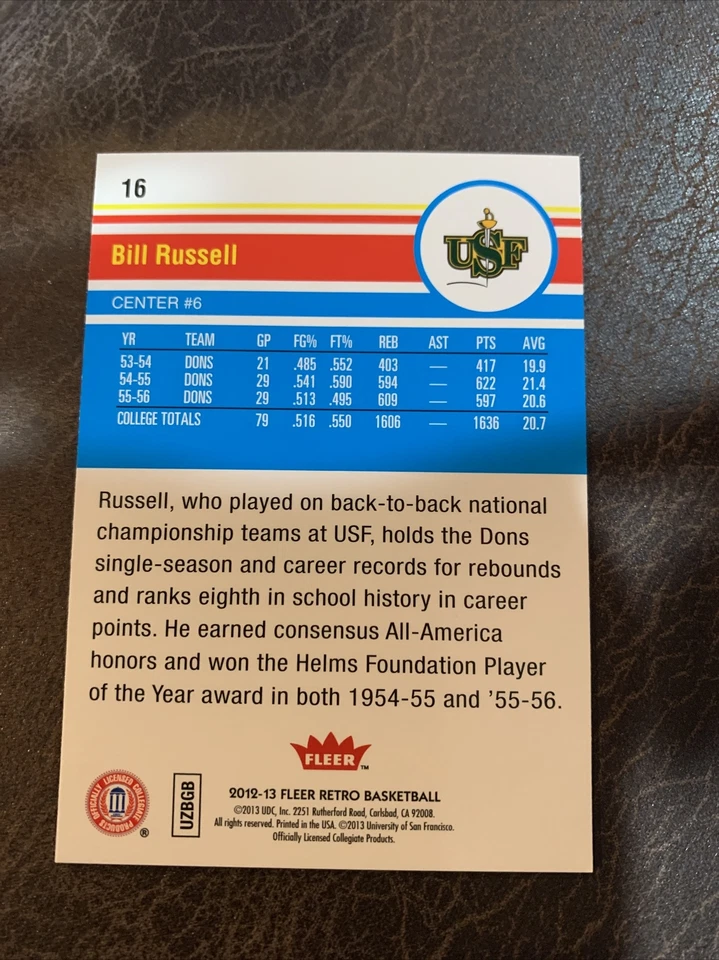 16
USF
Bill Russell
CENTER #6
YR TEAM GP FG% FT% REB AST PTS AVG
53-54 DONS 21 .485 .552 403 — 417 19.9
54-55 DONS 29 .541 .590 594 — 622 21.4
55-56 DONS 29 .513 .495 609 — 597 20.6
COLLEGE TOTALS 79 .516 .550 1606 — 1636 20.7
Russell, who played on back-to-back national
championship teams at USF, holds the Dons
single-season and career records for rebounds
and ranks eighth in school history in career
points. He earned consensus All-America
honors and won the Helms Foundation Player
of the Year award in both 1954-55 and '55-56.
FLEER™
OFFICIALLY LICENSED COLLEGIATE PRODUCTS ®
UZBGB
2012-13 FLEER RETRO BASKETBALL
©2013 UDC, Inc. 2251 Rutherford Road, Carlsbad, CA 92008.
All rights reserved. Printed in the USA. ©2013 University of San Francisco.
Officially Licensed Collegiate Products.